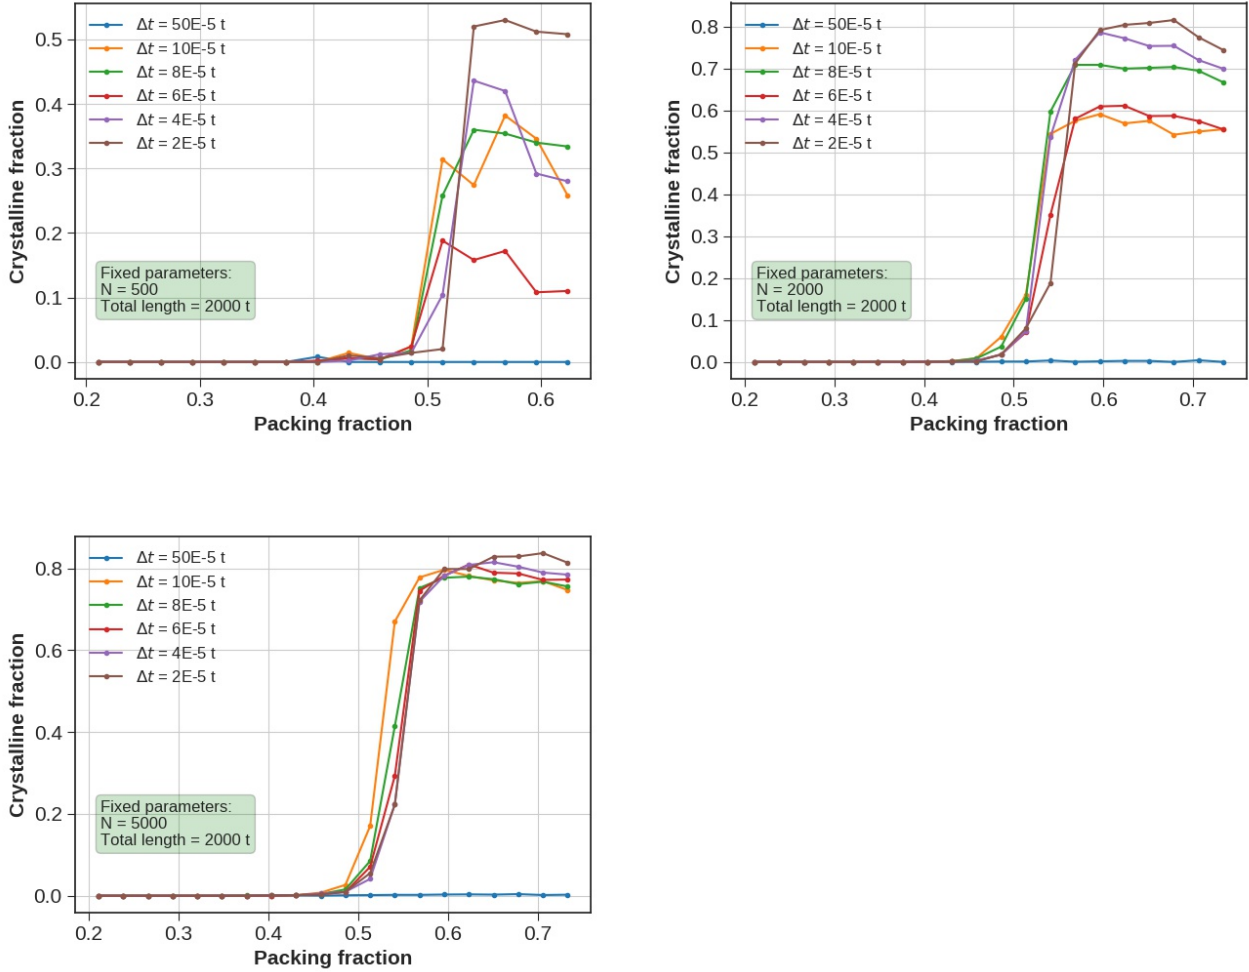 Δt = 50E-5 t
Δt = 10E-5 t
Δt = 8E-5 t
Δt = 6E-5 t
Δt = 4E-5 t
Δt = 2E-5 t
0.5
0.4
0.3
0.2
0.1
0.0
Crystalline fraction
Fixed parameters:
N = 500
Total length = 2000 t
0.2 0.3 0.4 0.5 0.6
Packing fraction
Δt = 50E-5 t
Δt = 10E-5 t
Δt = 8E-5 t
Δt = 6E-5 t
Δt = 4E-5 t
Δt = 2E-5 t
0.8
0.7
0.6
0.5
0.4
0.3
0.2
0.1
0.0
Crystalline fraction
Fixed parameters:
N = 2000
Total length = 2000 t
0.2 0.3 0.4 0.5 0.6 0.7
Packing fraction
Δt = 50E-5 t
Δt = 10E-5 t
Δt = 8E-5 t
Δt = 6E-5 t
Δt = 4E-5 t
Δt = 2E-5 t
0.8
0.6
0.4
0.2
0.0
Crystalline fraction
Fixed parameters:
N = 5000
Total length = 2000 t
0.2 0.3 0.4 0.5 0.6 0.7
Packing fraction